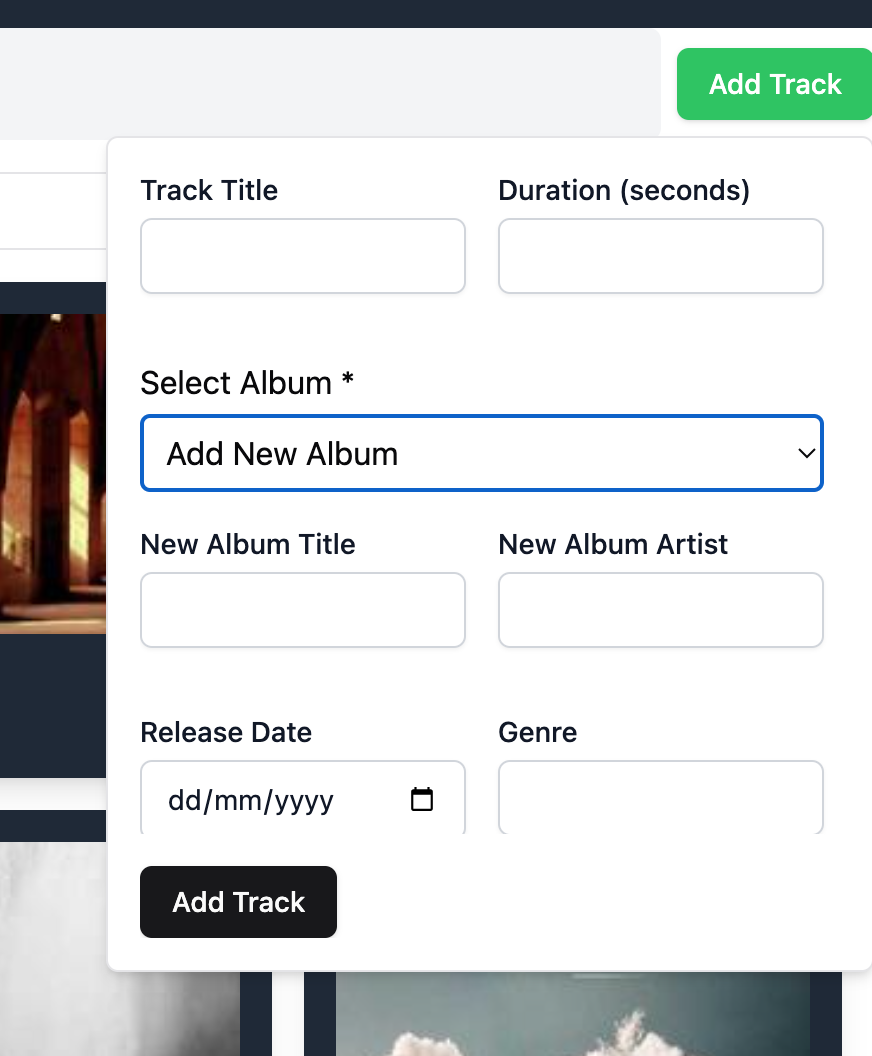 Add Track
Track Title
Duration (seconds)
Select Album *
Add New Album
New Album Title
New Album Artist
Release Date
Genre
dd/mm/yyyy
Add Track